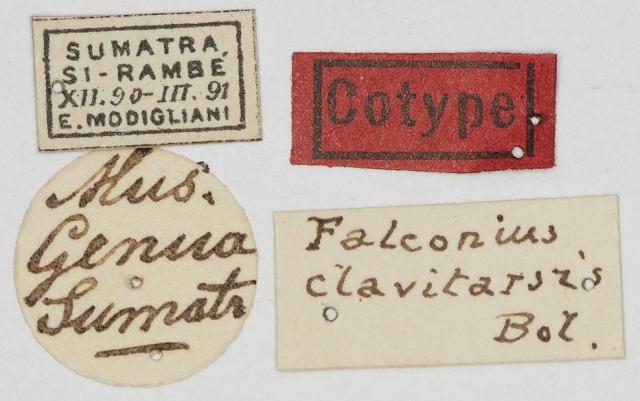 SUMATRA.
SI-RAMBE
XII.90-III.91
E. MODIGLIANI
Cotype
Mus.
Genua
Sumatr
Falconius
clavitarsis
Bol.